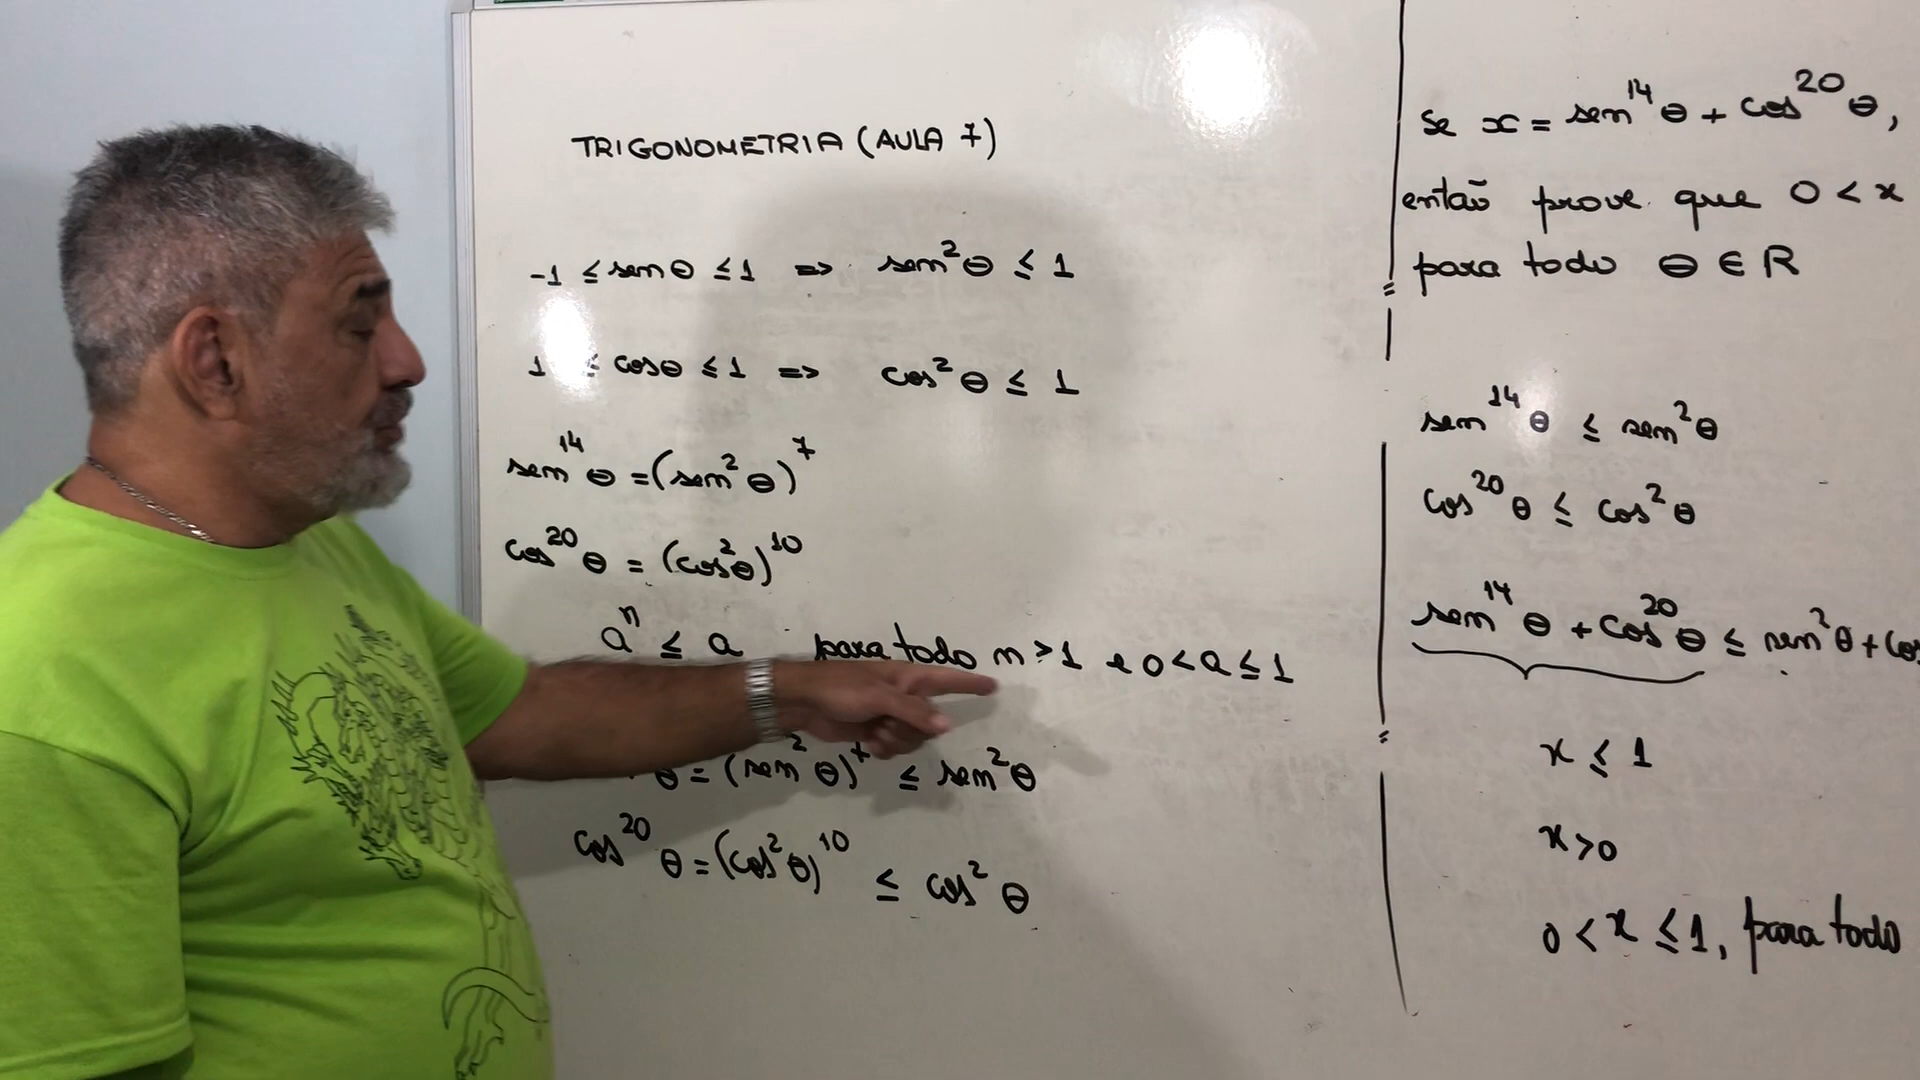 TRIGONOMETRIA (AULA 7)
-1 ≤ sen θ ≤ 1 => sen² θ ≤ 1
1 ≤ cos θ ≤ 1 => cos² θ ≤ 1
sen¹⁴ θ = (sen² θ)⁷
cos²⁰ θ = (cos² θ)¹⁰
aⁿ ≤ a para todo n > 1 e 0 < a ≤ 1
θ = (sen² θ)⁷ ≤ sen² θ
cos²⁰ θ = (cos² θ)¹⁰ ≤ cos² θ
Se x = sen¹⁴ θ + cos²⁰ θ,
então prove que 0 < x
para todo θ ∈ R
sen¹⁴ θ ≤ sen² θ
cos²⁰ θ ≤ cos² θ
sen¹⁴ θ + cos²⁰ θ ≤ sen² θ + cos
x ≤ 1
x > 0
0 < x ≤ 1, para todo